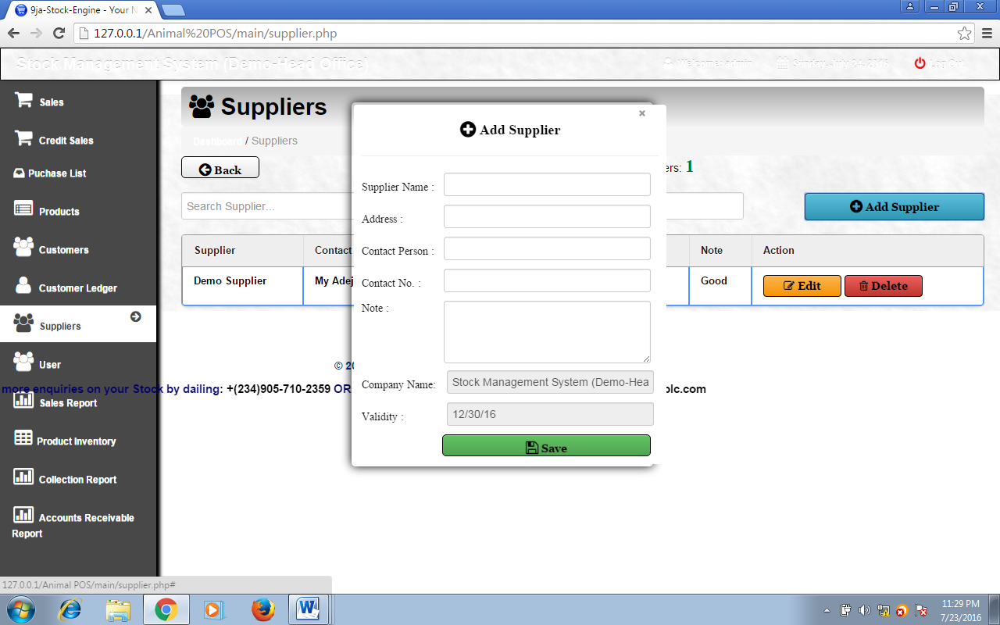 9ja-Stock-Engine - Your N
127.0.0.1/Animal%20POS/main/supplier.php
Stock Management System (Demo-Head Office)
Welcome: admin
Sunday, July 24, 2016
Log Out
Sales
Credit Sales
Puchase List
Products
Customers
Customer Ledger
Suppliers
User
Sales Report
Product Inventory
Collection Report
Accounts Receivable
Report
Suppliers
Dashboard / Suppliers
Back
ers: 1
Search Supplier...
Add Supplier
Supplier
Contact
Note
Action
Demo Supplier
My Adej
Good
Edit
Delete
© 20
more enquiries on your Stock by dailing: +(234)905-710-2359 OR
plc.com
Add Supplier
×
Supplier Name :
Address :
Contact Person :
Contact No. :
Note :
Company Name: Stock Management System (Demo-Hea
Validity : 12/30/16
Save
127.0.0.1/Animal POS/main/supplier.php#
11:29 PM
7/23/2016